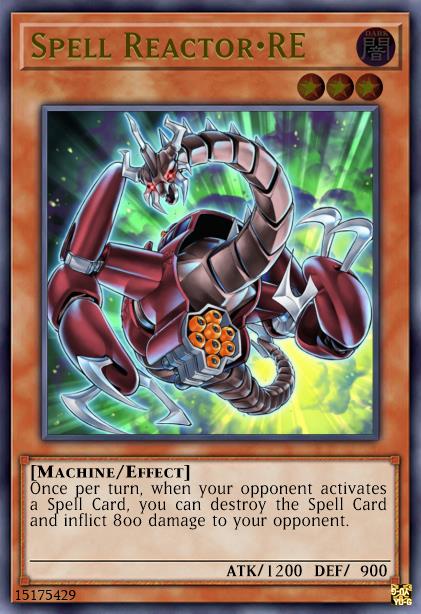 Spell Reactor•RE
DARK
闇
[Machine/Effect]
Once per turn, when your opponent activates
a Spell Card, you can destroy the Spell Card
and inflict 800 damage to your opponent.
ATK/1200 DEF/ 900
15175429